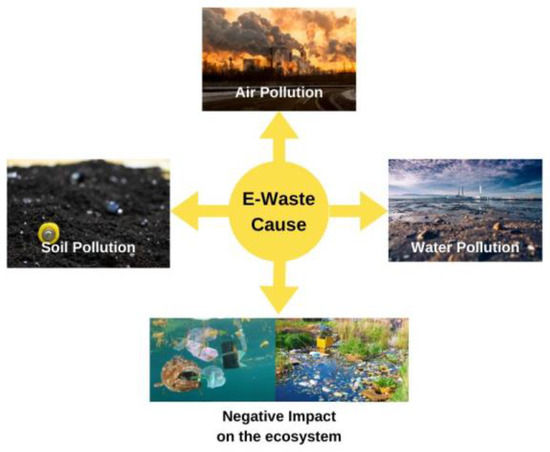 Air Pollution
E-Waste
Cause
Soil Pollution
Water Pollution
Negative Impact
on the ecosystem